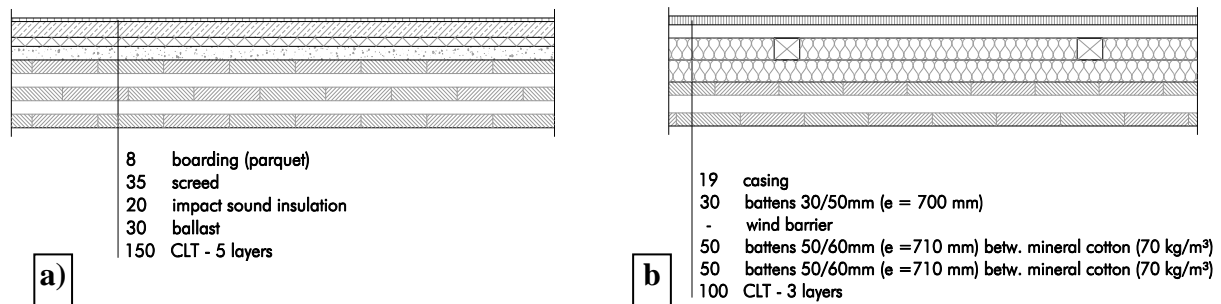 8 boarding (parquet)
35 screed
20 impact sound insulation
30 ballast
150 CLT - 5 layers
a)
19 casing
30 battens 30/50mm (e = 700 mm)
- wind barrier
50 battens 50/60mm (e =710 mm) betw. mineral cotton (70 kg/m³)
50 battens 50/60mm (e =710 mm) betw. mineral cotton (70 kg/m³)
100 CLT - 3 layers
b